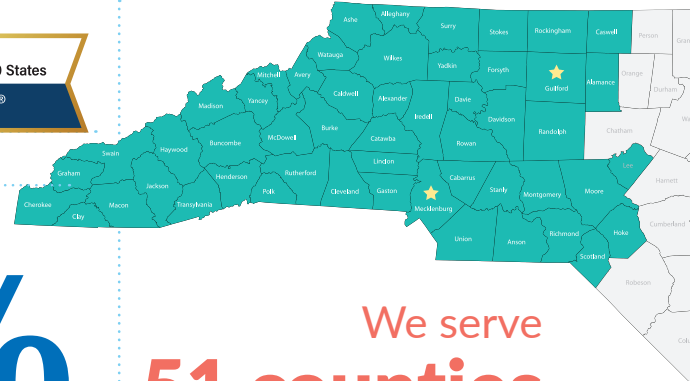 Alleghany
Ashe
Surry
Stokes
Rockingham
Caswell
Person
Watauga
Wilkes
Yadkin
Forsyth
Guilford
Alamance
Orange
Durham
Mitchell
Avery
Caldwell
Alexander
Davie
Madison
Yancey
Iredell
Davidson
Randolph
Chatham
Burke
McDowell
Catawba
Rowan
Buncombe
Haywood
Swain
Lincoln
Lee
Graham
Rutherford
Henderson
Cabarrus
Harnett
Jackson
Polk
Cleveland
Gaston
Stanly
Montgomery
Moore
Cherokee
Macon
Transylvania
Mecklenburg
Clay
Cumberland
Union
Anson
Richmond
Hoke
Scotland
Robeson
States
®
%
We serve
51 counties